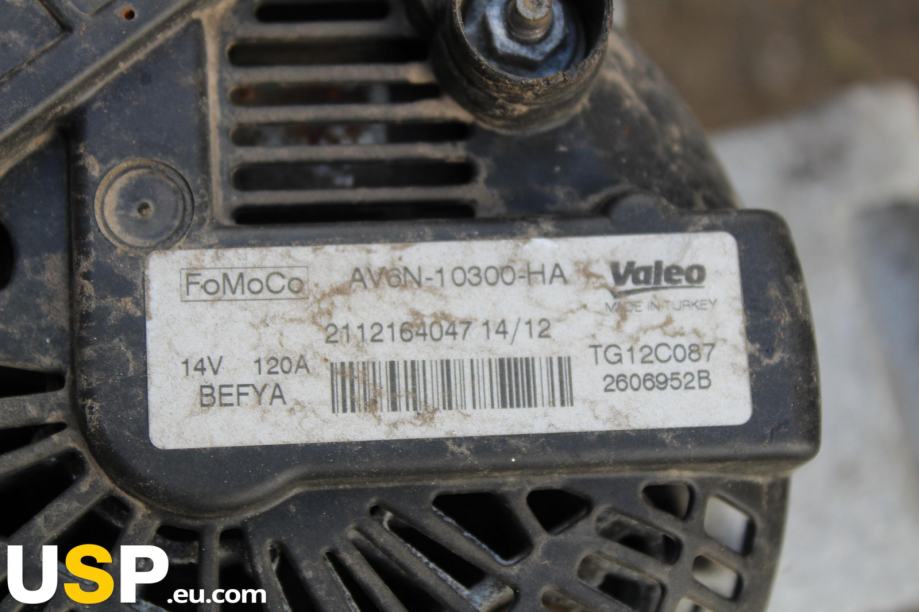 FoMoCo AV6N-10300-HA Valeo
MADE IN TURKEY
2112164047 14/12
14V 120A TG12C087
BEFYA 2606952B
USP.eu.com